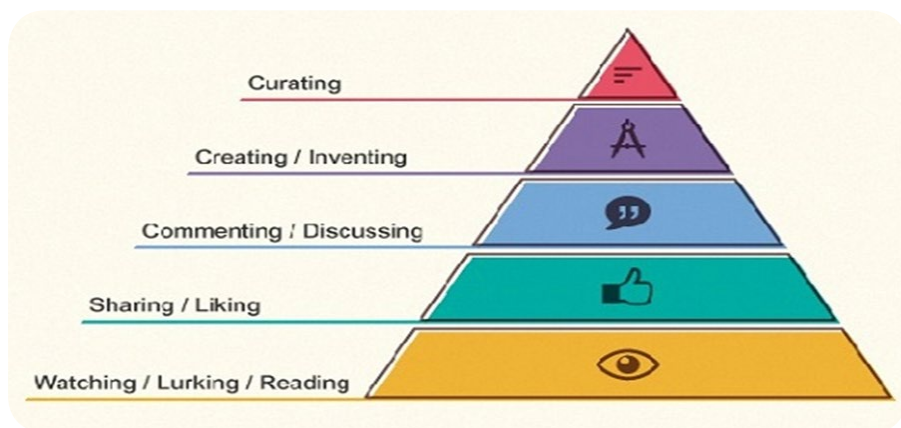 Curating
Creating / Inventing
Commenting / Discussing
Sharing / Liking
Watching / Lurking / Reading